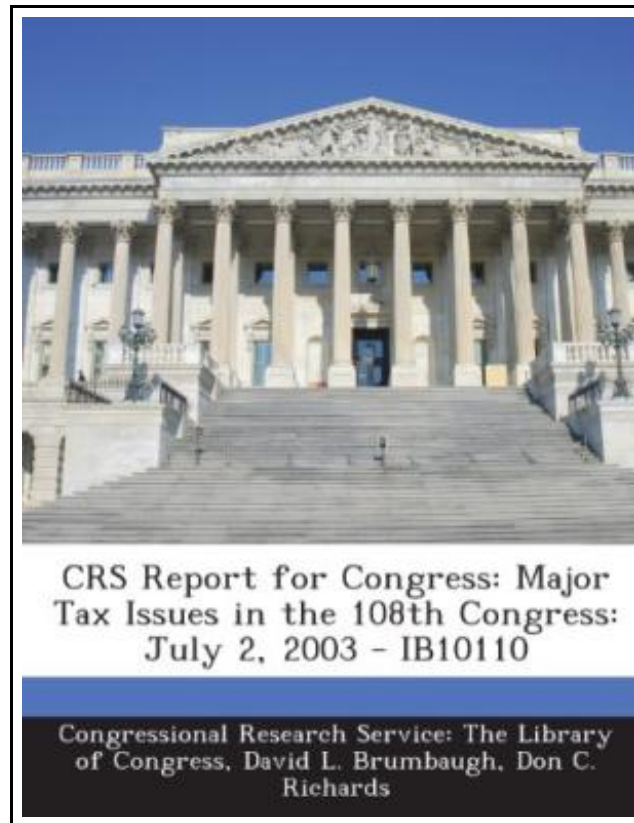 CRS Report for Congress: Major
Tax Issues in the 108th Congress:
July 2, 2003 - IB10110
Congressional Research Service: The Library
of Congress, David L. Brumbaugh, Don C.
Richards